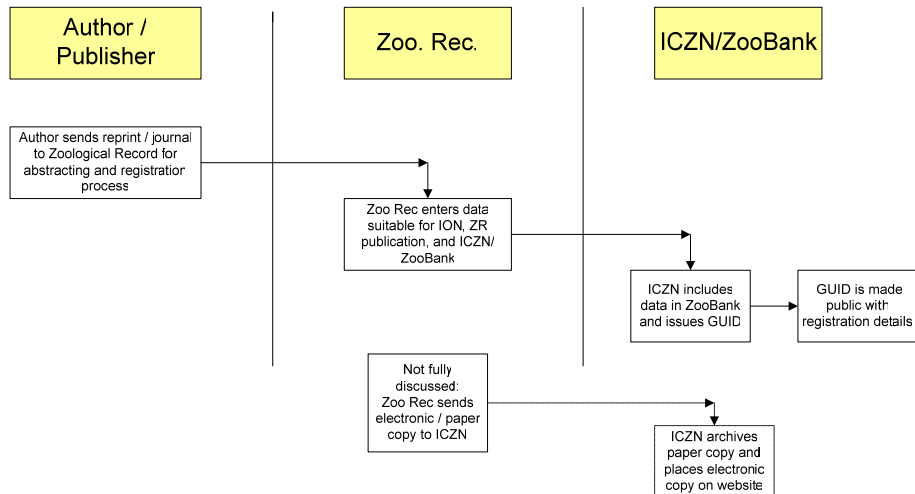 Author /
Publisher
Zoo. Rec.
ICZN/ZooBank
Author sends reprint / journal
to Zoological Record for
abstracting and registration
process
Zoo Rec enters data
suitable for ION, ZR
publication, and ICZN/
ZooBank
ICZN includes
data in ZooBank
and issues GUID
GUID is made
public with
registration details
Not fully
discussed:
Zoo Rec sends
electronic / paper
copy to ICZN
ICZN archives
paper copy and
places electronic
copy on website